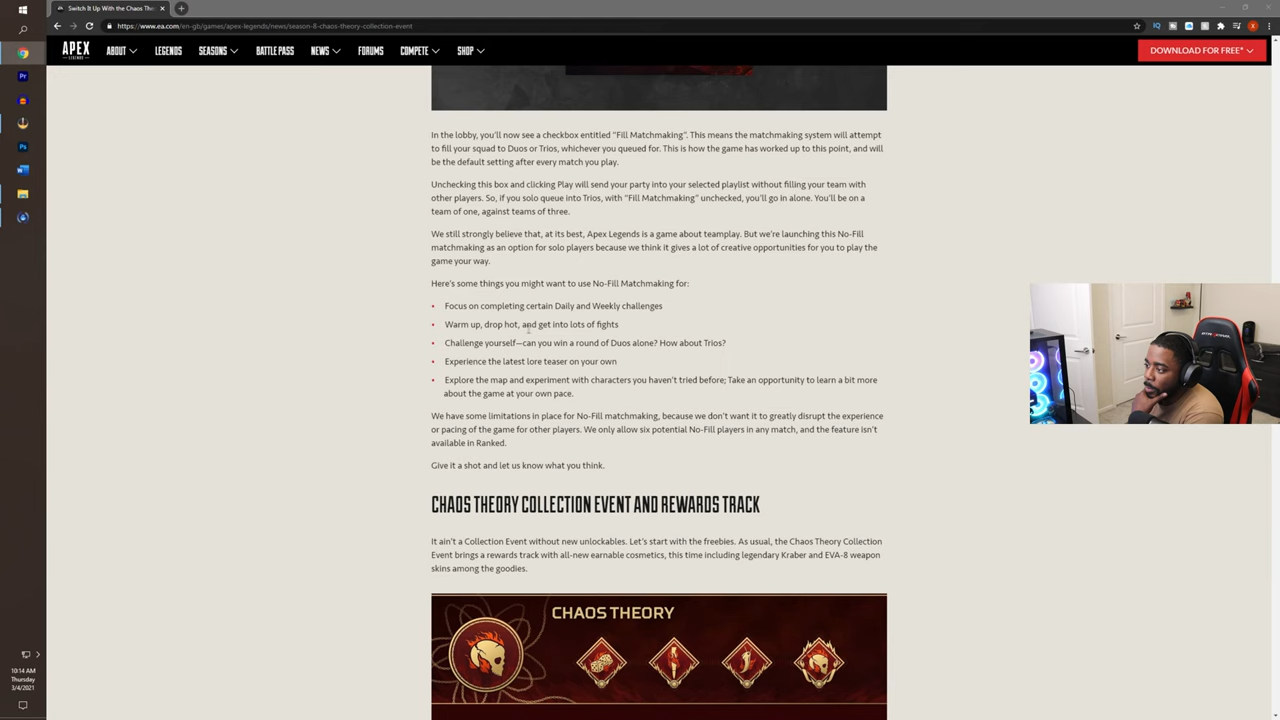 Switch It Up With the Chaos The
https://www.ea.com/en-gb/games/apex-legends/news/season-8-chaos-theory-collection-event
APEX
LEGENDS
ABOUT
LEGENDS
SEASONS
BATTLE PASS
NEWS
FORUMS
COMPETE
SHOP
DOWNLOAD FOR FREE*
In the lobby, you'll now see a checkbox entitled "Fill Matchmaking". This means the matchmaking system will attempt
to fill your squad to Duos or Trios, whichever you queued for. This is how the game has worked up to this point, and will
be the default setting after every match you play.
Unchecking this box and clicking Play will send your party into your selected playlist without filling your team with
other players. So, if you solo queue into Trios, with "Fill Matchmaking" unchecked, you'll go in alone. You'll be on a
team of one, against teams of three.
We still strongly believe that, at its best, Apex Legends is a game about teamplay. But we're launching this No-Fill
matchmaking as an option for solo players because we think it gives a lot of creative opportunities for you to play the
game your way.
Here's some things you might want to use No-Fill Matchmaking for:
• Focus on completing certain Daily and Weekly challenges
• Warm up, drop hot, and get into lots of fights
• Challenge yourself—can you win a round of Duos alone? How about Trios?
• Experience the latest lore teaser on your own
• Explore the map and experiment with characters you haven't tried before; Take an opportunity to learn a bit more
about the game at your own pace.
We have some limitations in place for No-Fill matchmaking, because we don't want it to greatly disrupt the experience
or pacing of the game for other players. We only allow six potential No-Fill players in any match, and the feature isn't
available in Ranked.
Give it a shot and let us know what you think.
CHAOS THEORY COLLECTION EVENT AND REWARDS TRACK
It ain't a Collection Event without new unlockables. Let's start with the freebies. As usual, the Chaos Theory Collection
Event brings a rewards track with all-new earnable cosmetics, this time including legendary Kraber and EVA-8 weapon
skins among the goodies.
CHAOS THEORY
10:14 AM
Thursday
3/4/2021